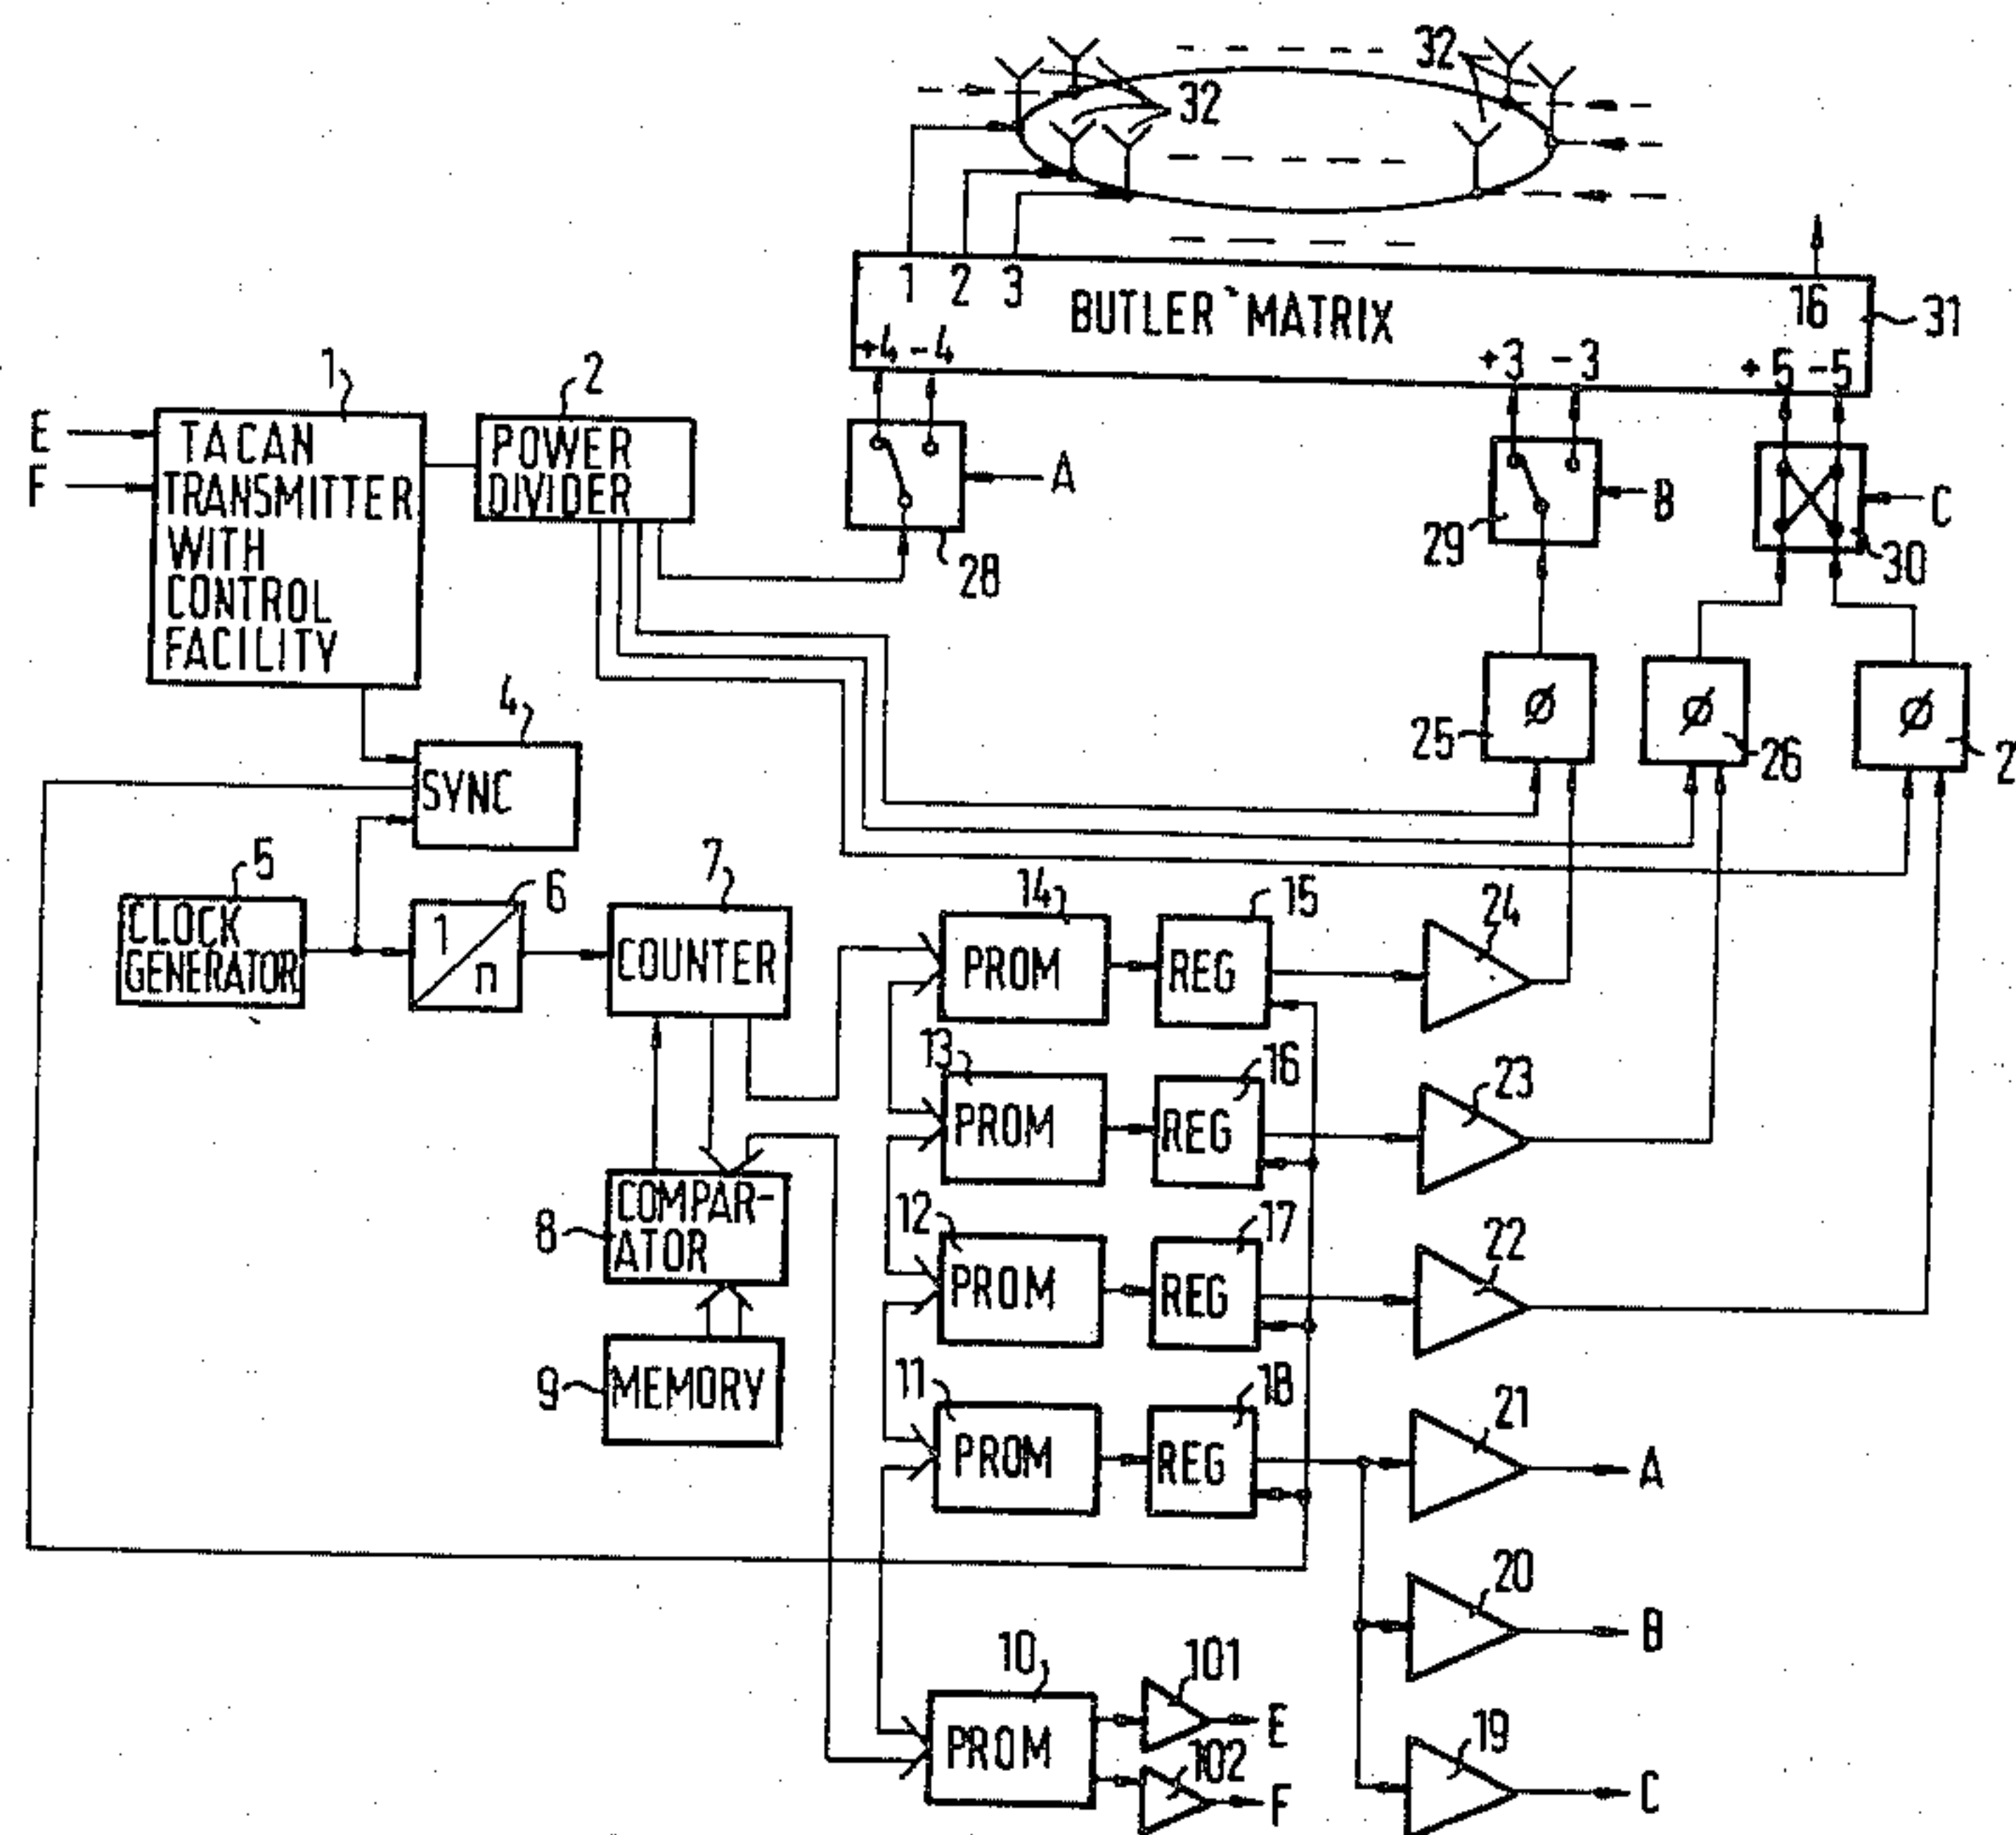 32
32
1 2 3
BUTLER MATRIX
16
31
+4 -4
+3 -3
+5 -5
1
2
E
F
TACAN
TRANSMITTER
WITH
CONTROL
FACILITY
POWER
DIVIDER
A
28
29
B
C
30
4
SYNC
25
Ø
Ø
26
Ø
2
5
CLOCK
GENERATOR
6
1/n
7
COUNTER
14
PROM
15
REG
24
13
PROM
16
REG
23
8
COMPAR-
ATOR
12
PROM
17
REG
22
9
MEMORY
11
PROM
18
REG
21
A
20
B
10
PROM
101
E
102
F
19
C